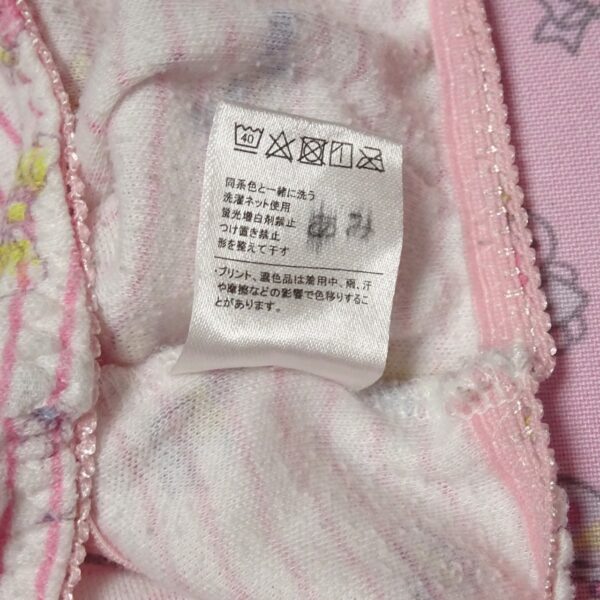 40
同系色と一緒に洗う
洗濯ネット使用
蛍光増白剤禁止
つけ置き禁止
形を整えて干す
あみ
・プリント、濃色品は着用中、雨、汗
や摩擦などの影響で色移りするこ
とがあります。